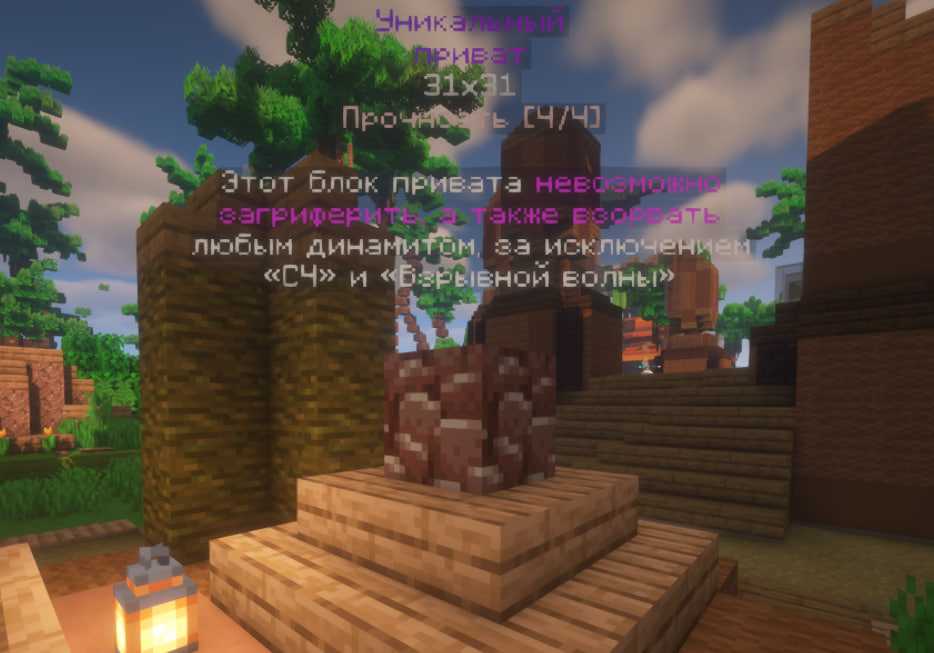 Уникальный
приват
31x31
Прочность [4/4]
Этот блок привата невозможно
загриферить, а также взорвать
любым динамитом, за исключением
«СЧ» и «Взрывной волны»